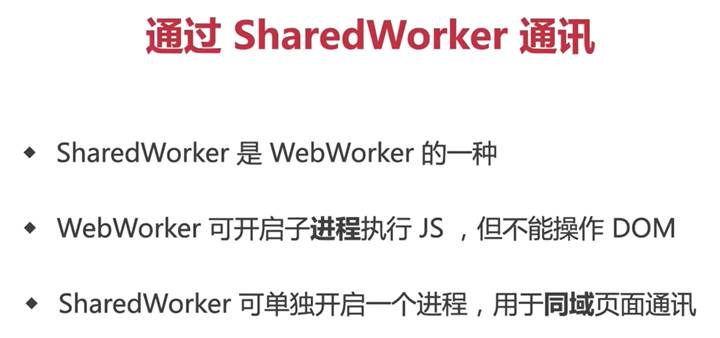 通过 SharedWorker 通讯
◆ SharedWorker 是 WebWorker 的一种
◆ WebWorker 可开启子进程执行 JS ，但不能操作 DOM
◆ SharedWorker 可单独开启一个进程，用于同域页面通讯